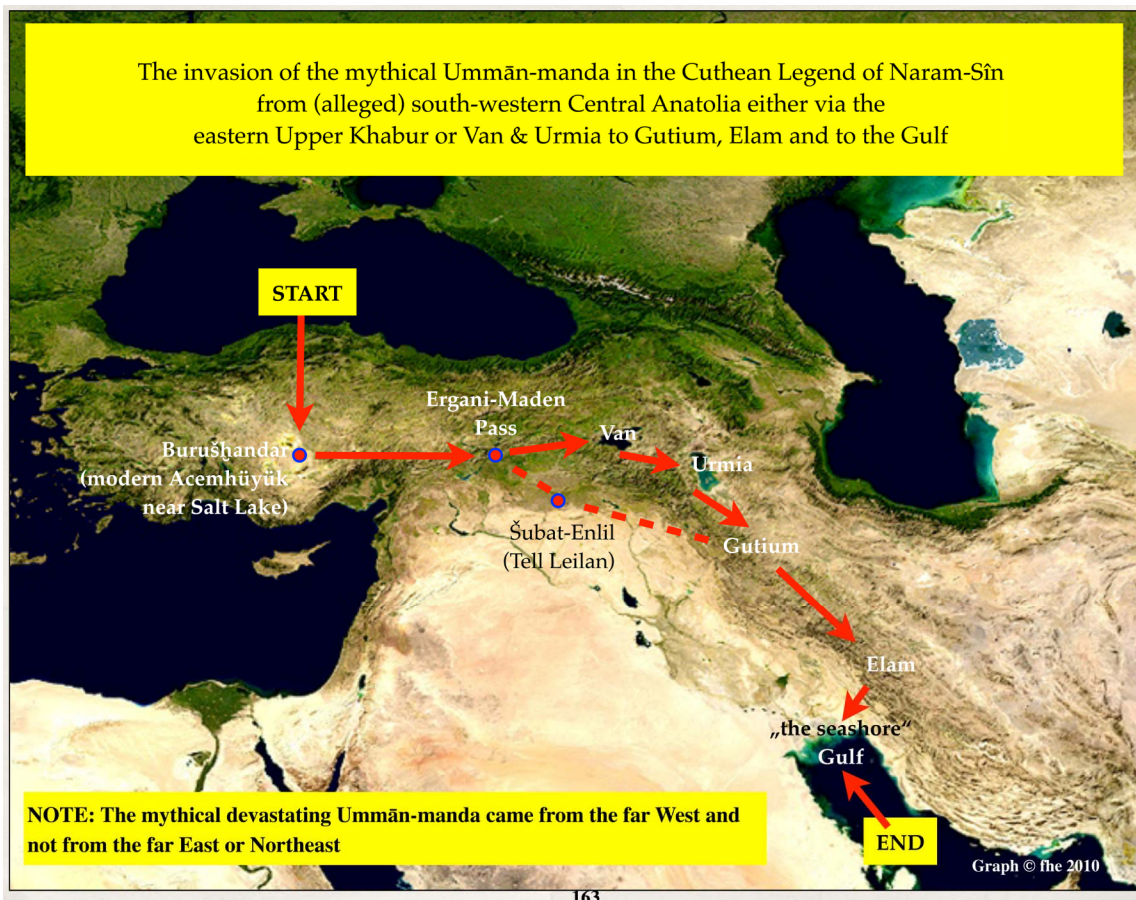 The invasion of the mythical Ummān-manda in the Cuthean Legend of Naram-Sîn
from (alleged) south-western Central Anatolia either via the
eastern Upper Khabur or Van & Urmia to Gutium, Elam and to the Gulf
START
Ergani-Maden
Pass
Van
Burušḫandar
(modern Acemhüyük
near Salt Lake)
Urmia
Šubat-Enlil
(Tell Leilan)
Gutium
Elam
„the seashore“
Gulf
NOTE: The mythical devastating Ummān-manda came from the far West and
not from the far East or Northeast
END
Graph © fhe 2010
163